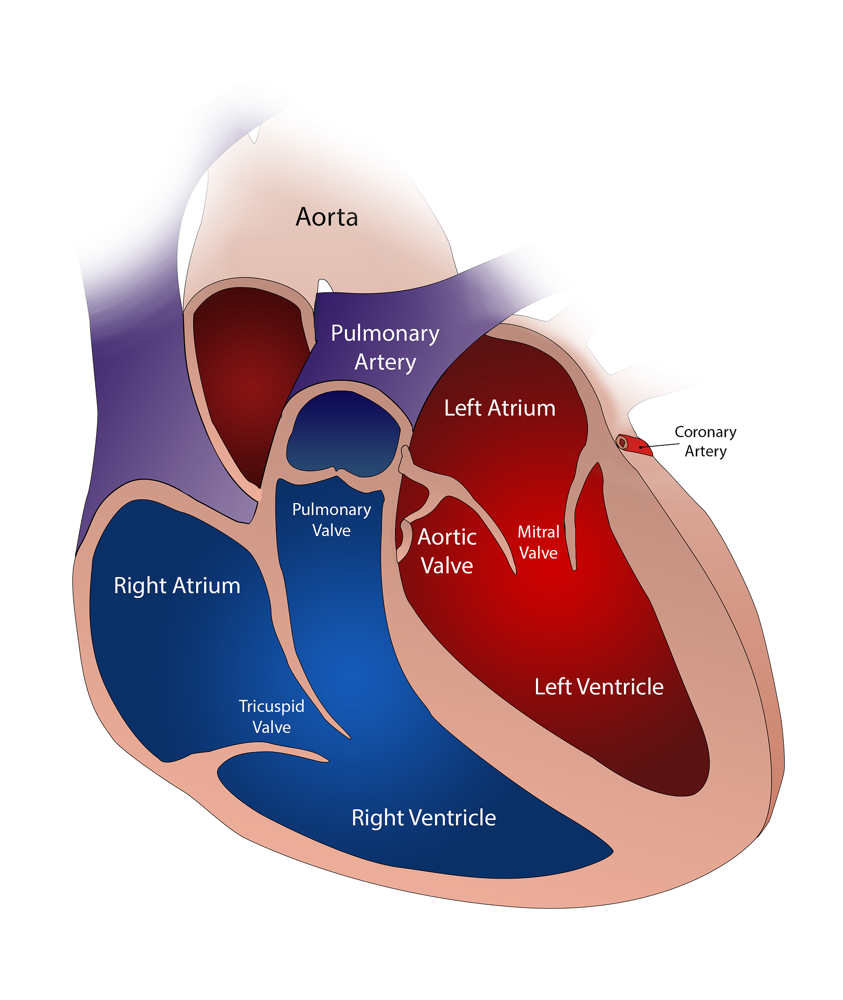 Aorta
Pulmonary
Artery
Left Atrium
Coronary
Artery
Pulmonary
Valve
Aortic
Valve
Mitral
Valve
Right Atrium
Left Ventricle
Tricuspid
Valve
Right Ventricle